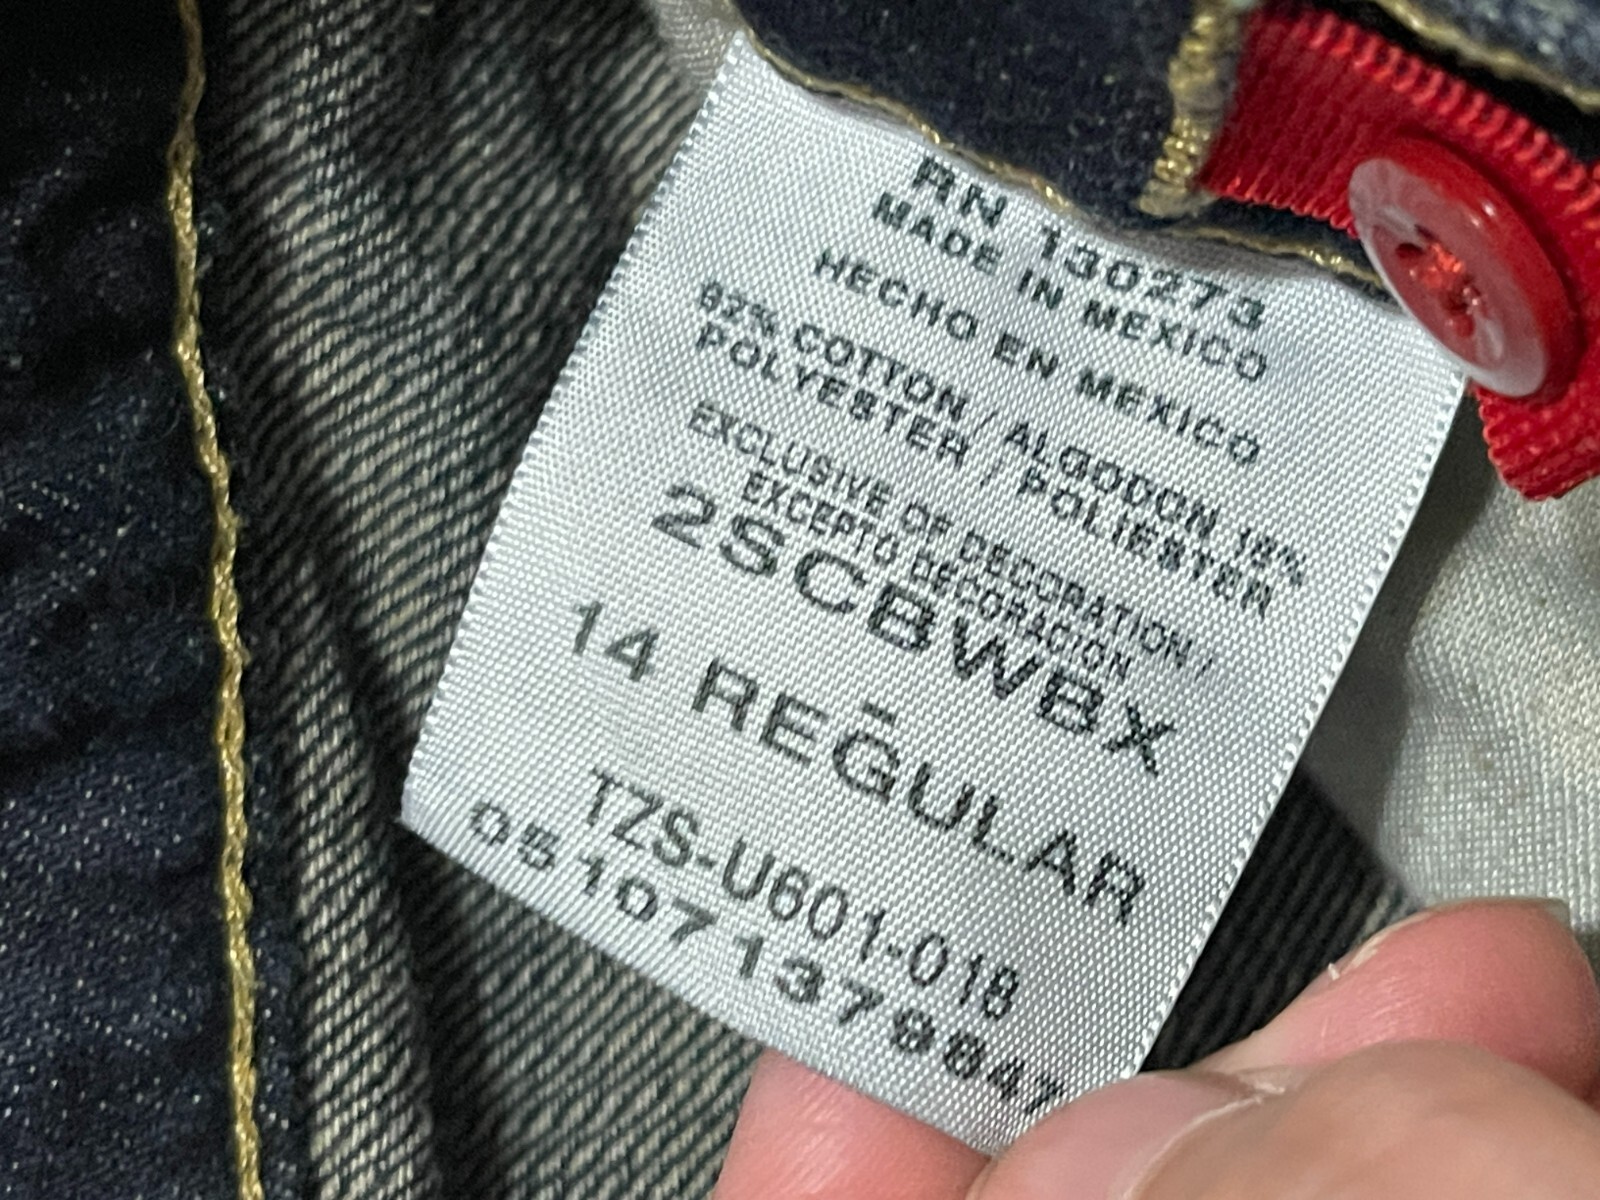 RN 130273
MADE IN MEXICO
HECHO EN MEXICO
82% COTTON / ALGODON 18%
POLYESTER / POLIESTER
EXCLUSIVE OF DECORATION /
EXCEPTO DECORACION
2SCBWBX
14 REGULAR
TZS-U601-018